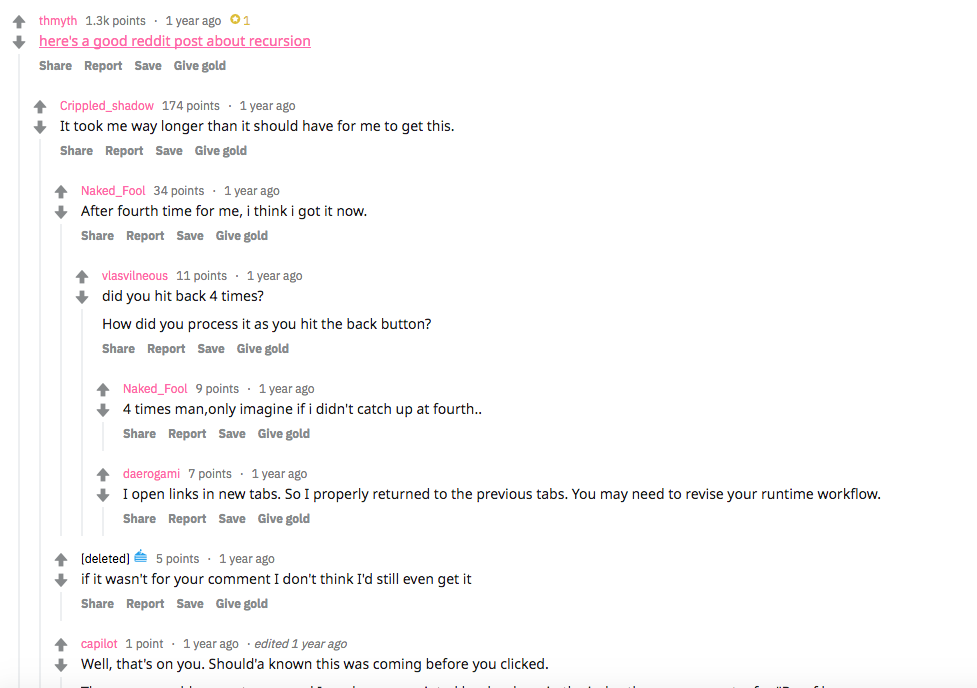 thmyth 1.3k points · 1 year ago 1
here's a good reddit post about recursion
Share Report Save Give gold
Crippled_shadow 174 points · 1 year ago
It took me way longer than it should have for me to get this.
Share Report Save Give gold
Naked_Fool 34 points · 1 year ago
After fourth time for me, i think i got it now.
Share Report Save Give gold
vlasvilneous 11 points · 1 year ago
did you hit back 4 times?
How did you process it as you hit the back button?
Share Report Save Give gold
Naked_Fool 9 points · 1 year ago
4 times man,only imagine if i didn't catch up at fourth..
Share Report Save Give gold
daerogami 7 points · 1 year ago
I open links in new tabs. So I properly returned to the previous tabs. You may need to revise your runtime workflow.
Share Report Save Give gold
[deleted] 5 points · 1 year ago
if it wasn't for your comment I don't think I'd still even get it
Share Report Save Give gold
capilot 1 point · 1 year ago · edited 1 year ago
Well, that's on you. Should'a known this was coming before you clicked.